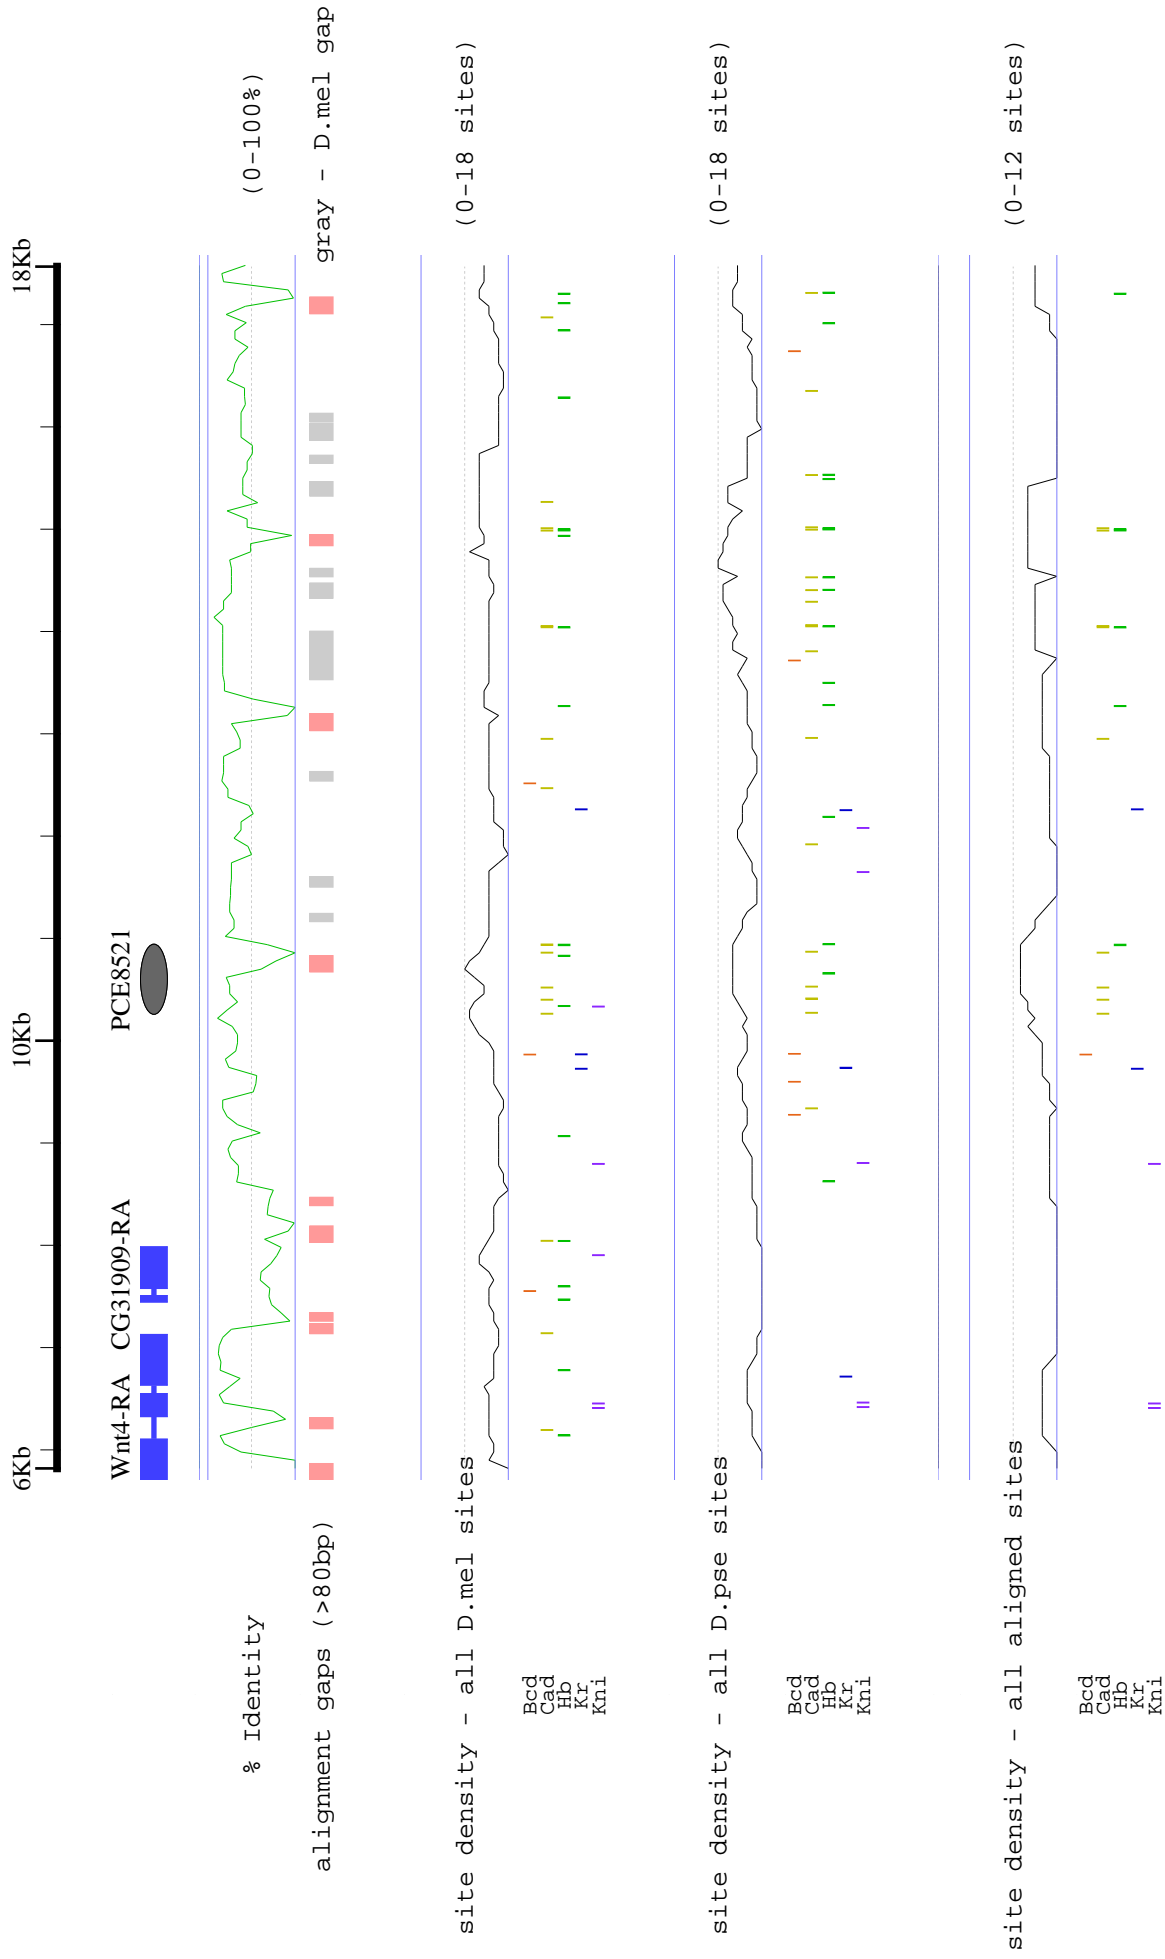 6Kb 10Kb 18Kb
Wnt4-RA CG31909-RA PCE8521
% Identity (0-100%)
alignment gaps (>80bp) gray - D.mel gap
site density - all D.mel sites (0-18 sites)
Bcd
Cad
Hb
Kr
Kni
site density - all D.pse sites (0-18 sites)
Bcd
Cad
Hb
Kr
Kni
site density - all aligned sites (0-12 sites)
Bcd
Cad
Hb
Kr
Kni